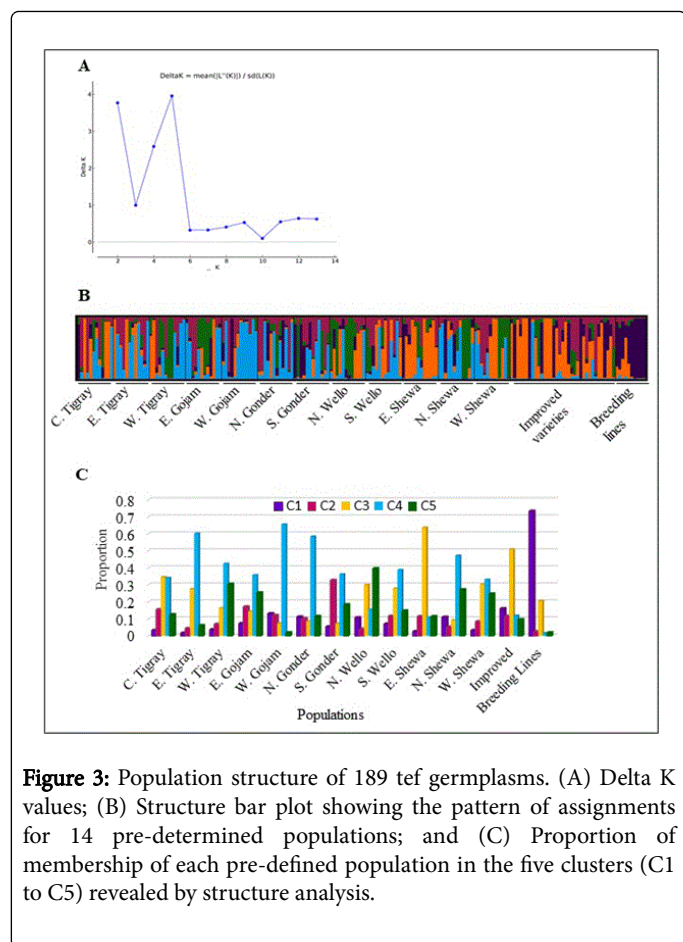 A
DeltaK = mean(|L''(K)|) / sd(L(K))
4
3
2
1
0
Delta K
2 4 6 8 10 12 14
K
B
C. Tigray
E. Tigray
W. Tigray
E. Gojam
W. Gojam
N. Gonder
S. Gonder
N. Wello
S. Wello
E. Shewa
N. Shewa
W. Shewa
Improved
varieties
Breeding
lines
C
C1 C2 C3 C4 C5
0.8
0.7
0.6
0.5
0.4
0.3
0.2
0.1
0
Proportion
C. Tigray
E. Tigray
W. Tigray
E. Gojam
W. Gojam
N. Gonder
S. Gonder
N. Wello
S. Wello
E. Shewa
N. Shewa
W. Shewa
Improved
Breeding Lines
Populations
Figure 3: Population structure of 189 tef germplasms. (A) Delta K
values; (B) Structure bar plot showing the pattern of assignments
for 14 pre-determined populations; and (C) Proportion of
membership of each pre-defined population in the five clusters (C1
to C5) revealed by structure analysis.